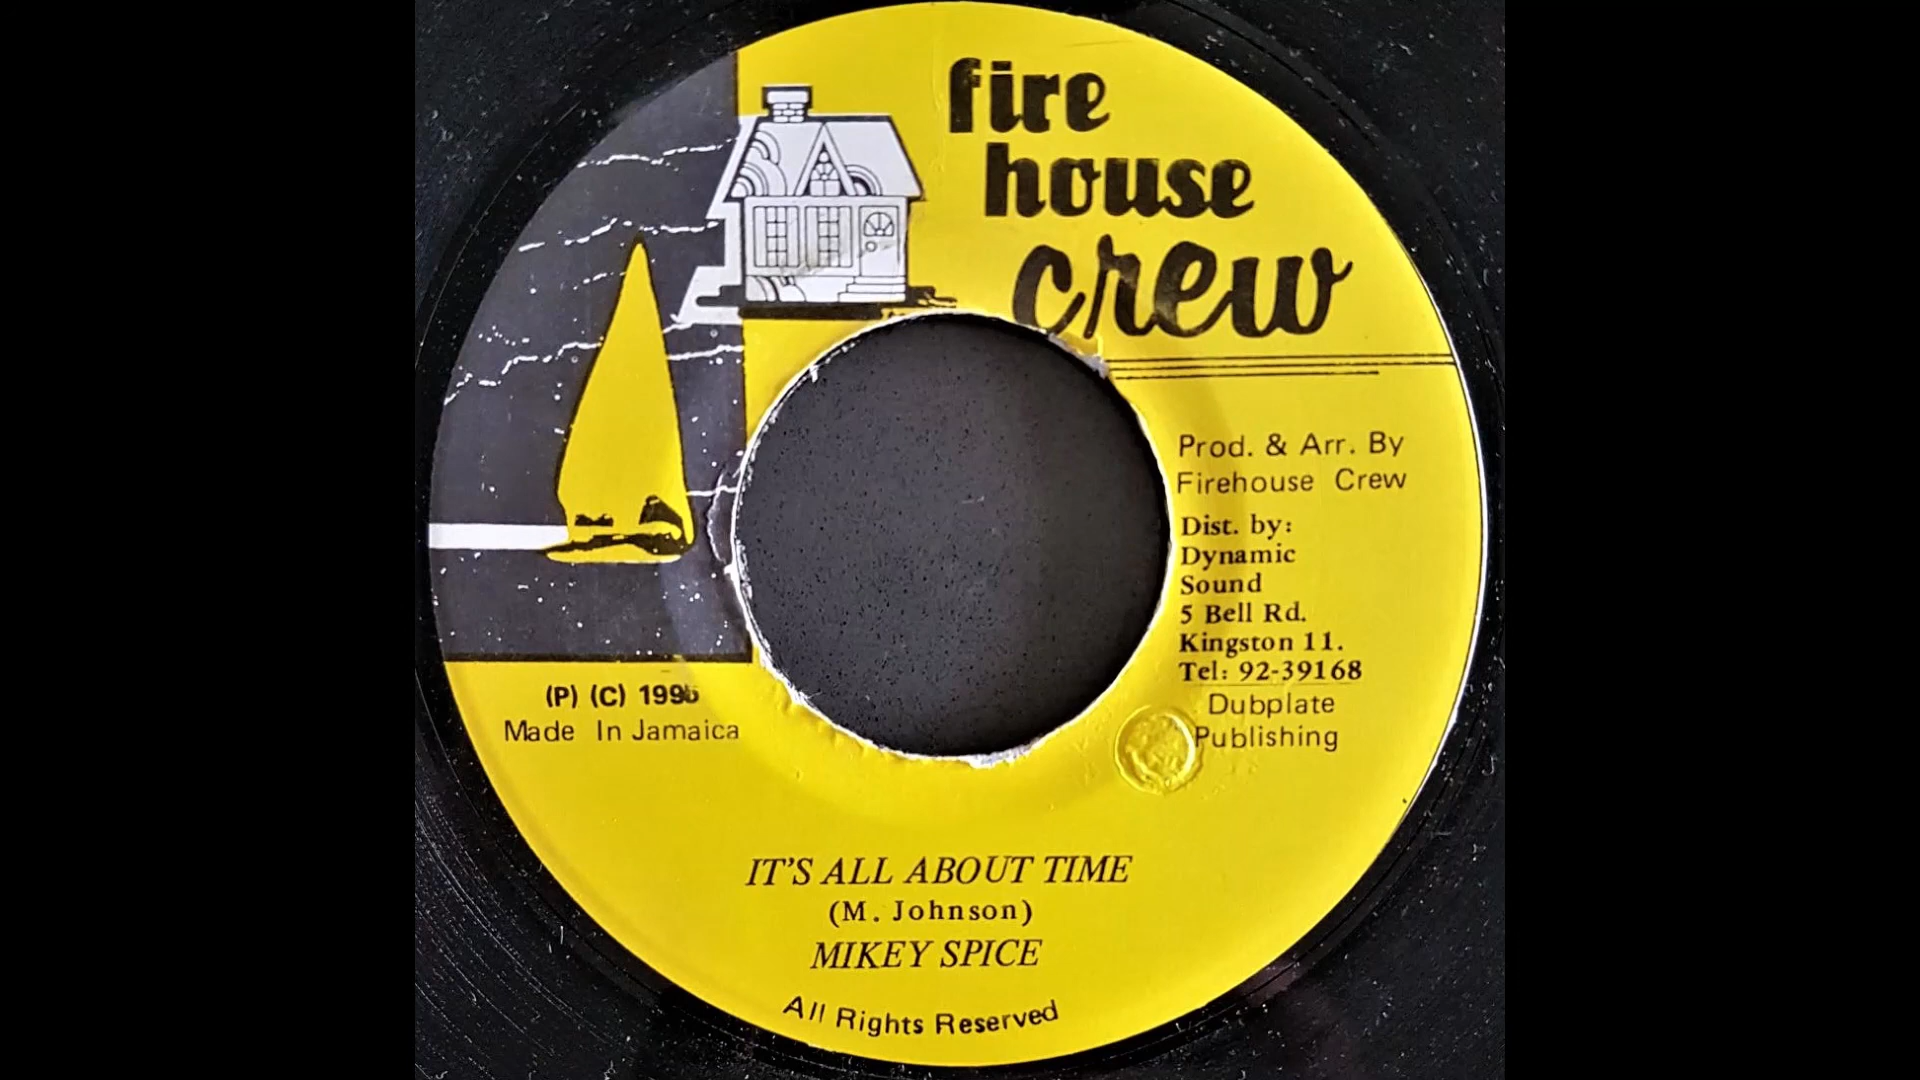 fire
house
crew
Prod. & Arr. By
Firehouse Crew
Dist. by:
Dynamic
Sound
5 Bell Rd.
Kingston 11.
Tel: 92-39168
Dubplate
Publishing
(P) (C)
Made In Jamaica
IT'S ALL ABOUT TIME
(M. Johnson)
MIKEY SPICE
All Rights Reserved